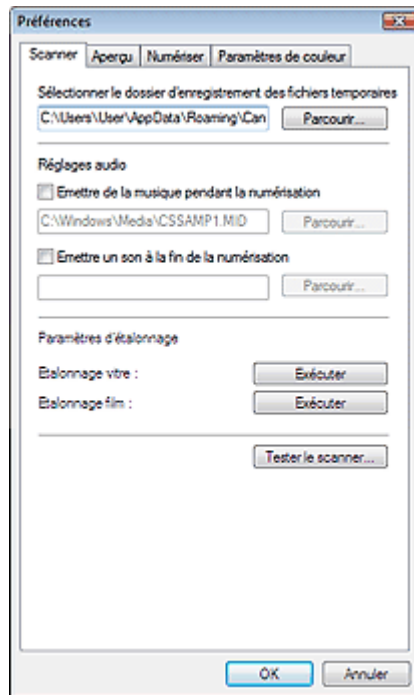 Préférences
Scanner Aperçu Numériser Paramètres de couleur
Sélectionner le dossier d'enregistrement des fichiers temporaires
C:\Users\User\AppData\Roaming\Can Parcourir...
Réglages audio
Emettre de la musique pendant la numérisation
C:\Windows\Media\CSSAMP1.MID Parcourir...
Emettre un son à la fin de la numérisation
Parcourir...
Paramètres d'étalonnage
Etalonnage vitre : Exécuter
Etalonnage film : Exécuter
Tester le scanner...
OK Annuler